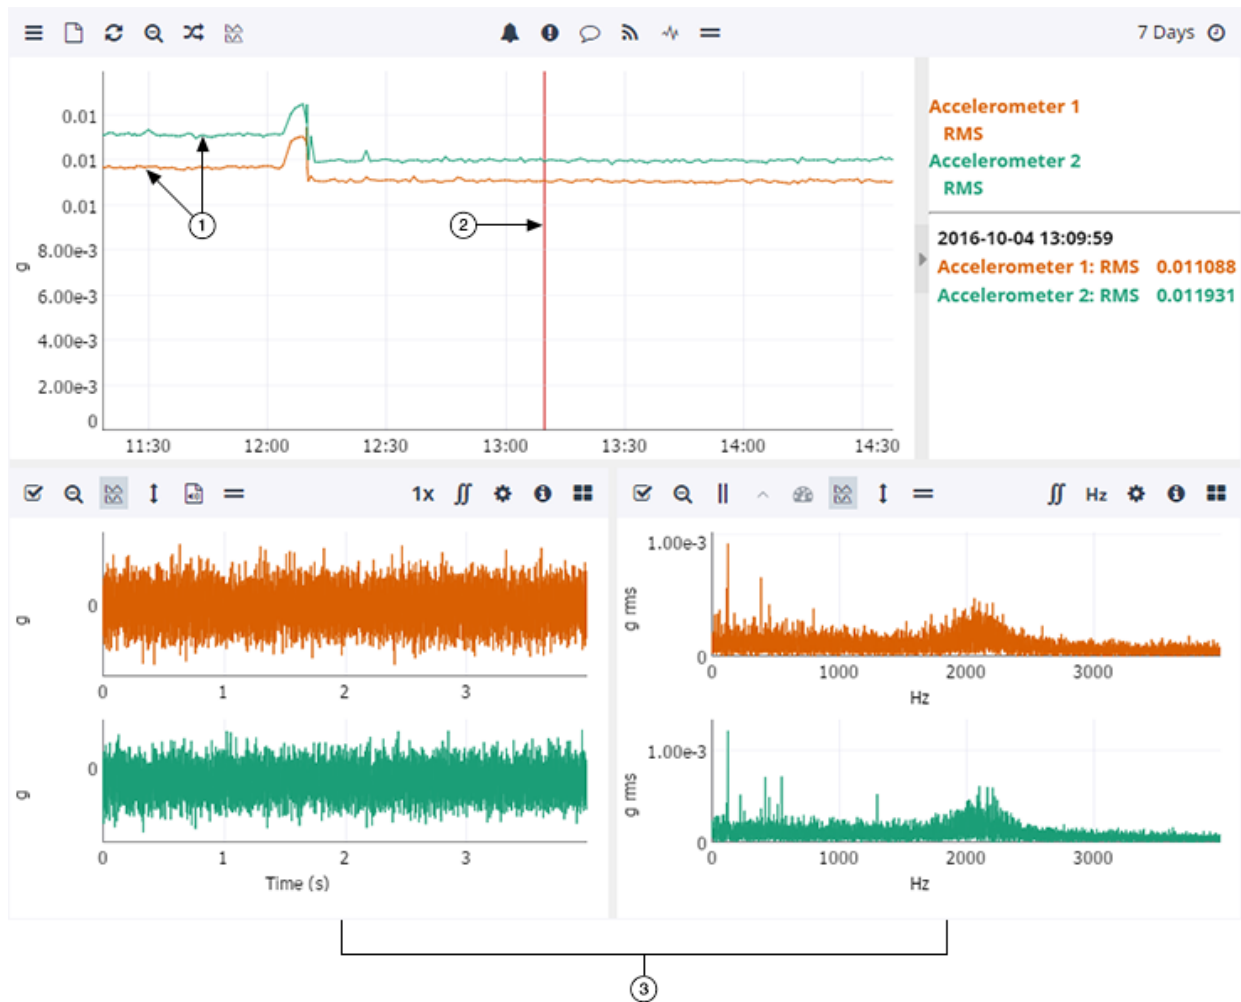 7 Days
0.01
0.01
0.01
8.00e-3
6.00e-3
4.00e-3
2.00e-3
0
g
11:30 12:00 12:30 13:00 13:30 14:00 14:30
1
2
Accelerometer 1
RMS
Accelerometer 2
RMS
2016-10-04 13:09:59
Accelerometer 1: RMS 0.011088
Accelerometer 2: RMS 0.011931
1x
0
g
0 1 2 3
0
g
0 1 2 3
Time (s)
Hz
1.00e-3
g rms
0
0 1000 2000 3000
Hz
1.00e-3
g rms
0
0 1000 2000 3000
Hz
3